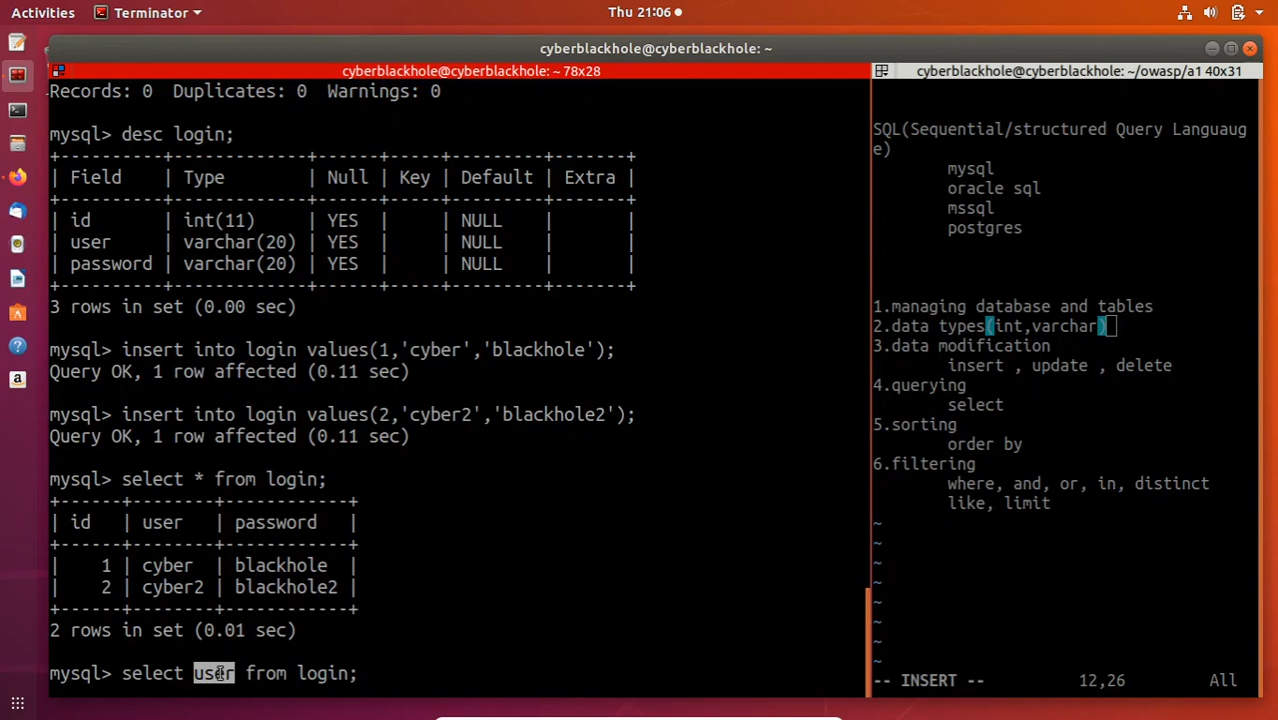 Activities Terminator Thu 21:06
cyberblackhole@cyberblackhole: ~
cyberblackhole@cyberblackhole: ~ 78x28
Records: 0  Duplicates: 0  Warnings: 0
mysql> desc login;
+----------+-------------+------+-----+---------+-------+
| Field    | Type        | Null | Key | Default | Extra |
+----------+-------------+------+-----+---------+-------+
| id       | int(11)     | YES  |     | NULL    |       |
| user     | varchar(20) | YES  |     | NULL    |       |
| password | varchar(20) | YES  |     | NULL    |       |
+----------+-------------+------+-----+---------+-------+
3 rows in set (0.00 sec)
mysql> insert into login values(1,'cyber','blackhole');
Query OK, 1 row affected (0.11 sec)
mysql> insert into login values(2,'cyber2','blackhole2');
Query OK, 1 row affected (0.11 sec)
mysql> select * from login;
+------+--------+------------+
| id   | user   | password   |
+------+--------+------------+
|    1 | cyber  | blackhole  |
|    2 | cyber2 | blackhole2 |
+------+--------+------------+
2 rows in set (0.01 sec)
mysql> select user from login;
cyberblackhole@cyberblackhole: ~/owasp/a1 40x31
SQL(Sequential/structured Query Languaug
e)
mysql
oracle sql
mssql
postgres
1.managing database and tables
2.data types(int,varchar)
3.data modification
insert , update , delete
4.querying
select
5.sorting
order by
6.filtering
where, and, or, in, distinct
like, limit
~
~
~
~
~
~
~
~
-- INSERT -- 12,26 All